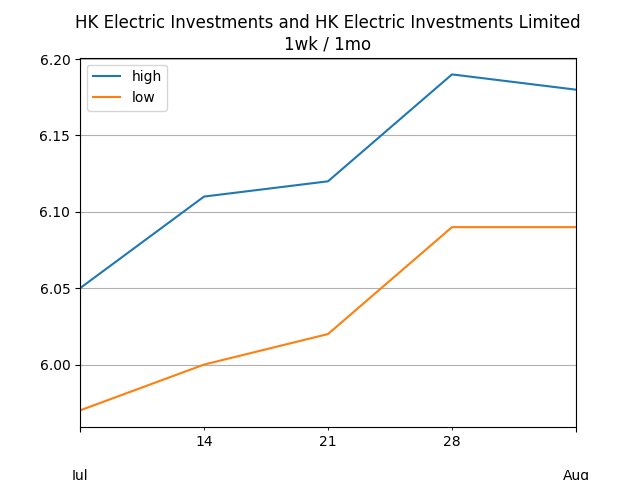 HK Electric Investments and HK Electric Investments Limited
1wk / 1mo
6.20
high
low
6.15
6.10
6.05
6.00
14
21
28
Jul
Aug